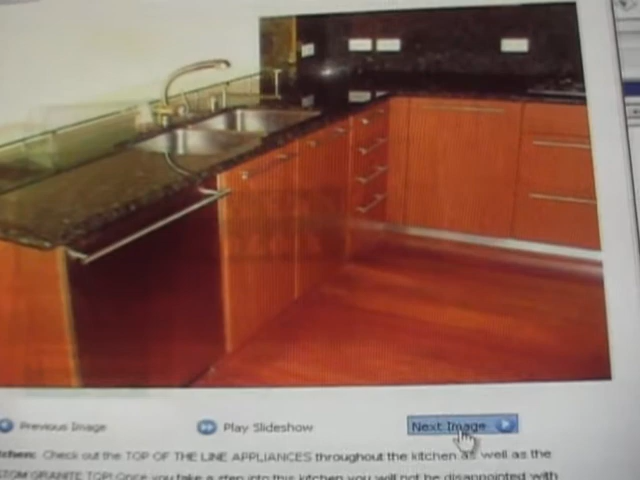 Previous Image
Play Slideshow
Next Image
Check out the TOP OF THE LINE APPLIANCES throughout the kitchen as well as the
GRANITE TOP! Once you take a step into this kitchen you will not be disappointed with